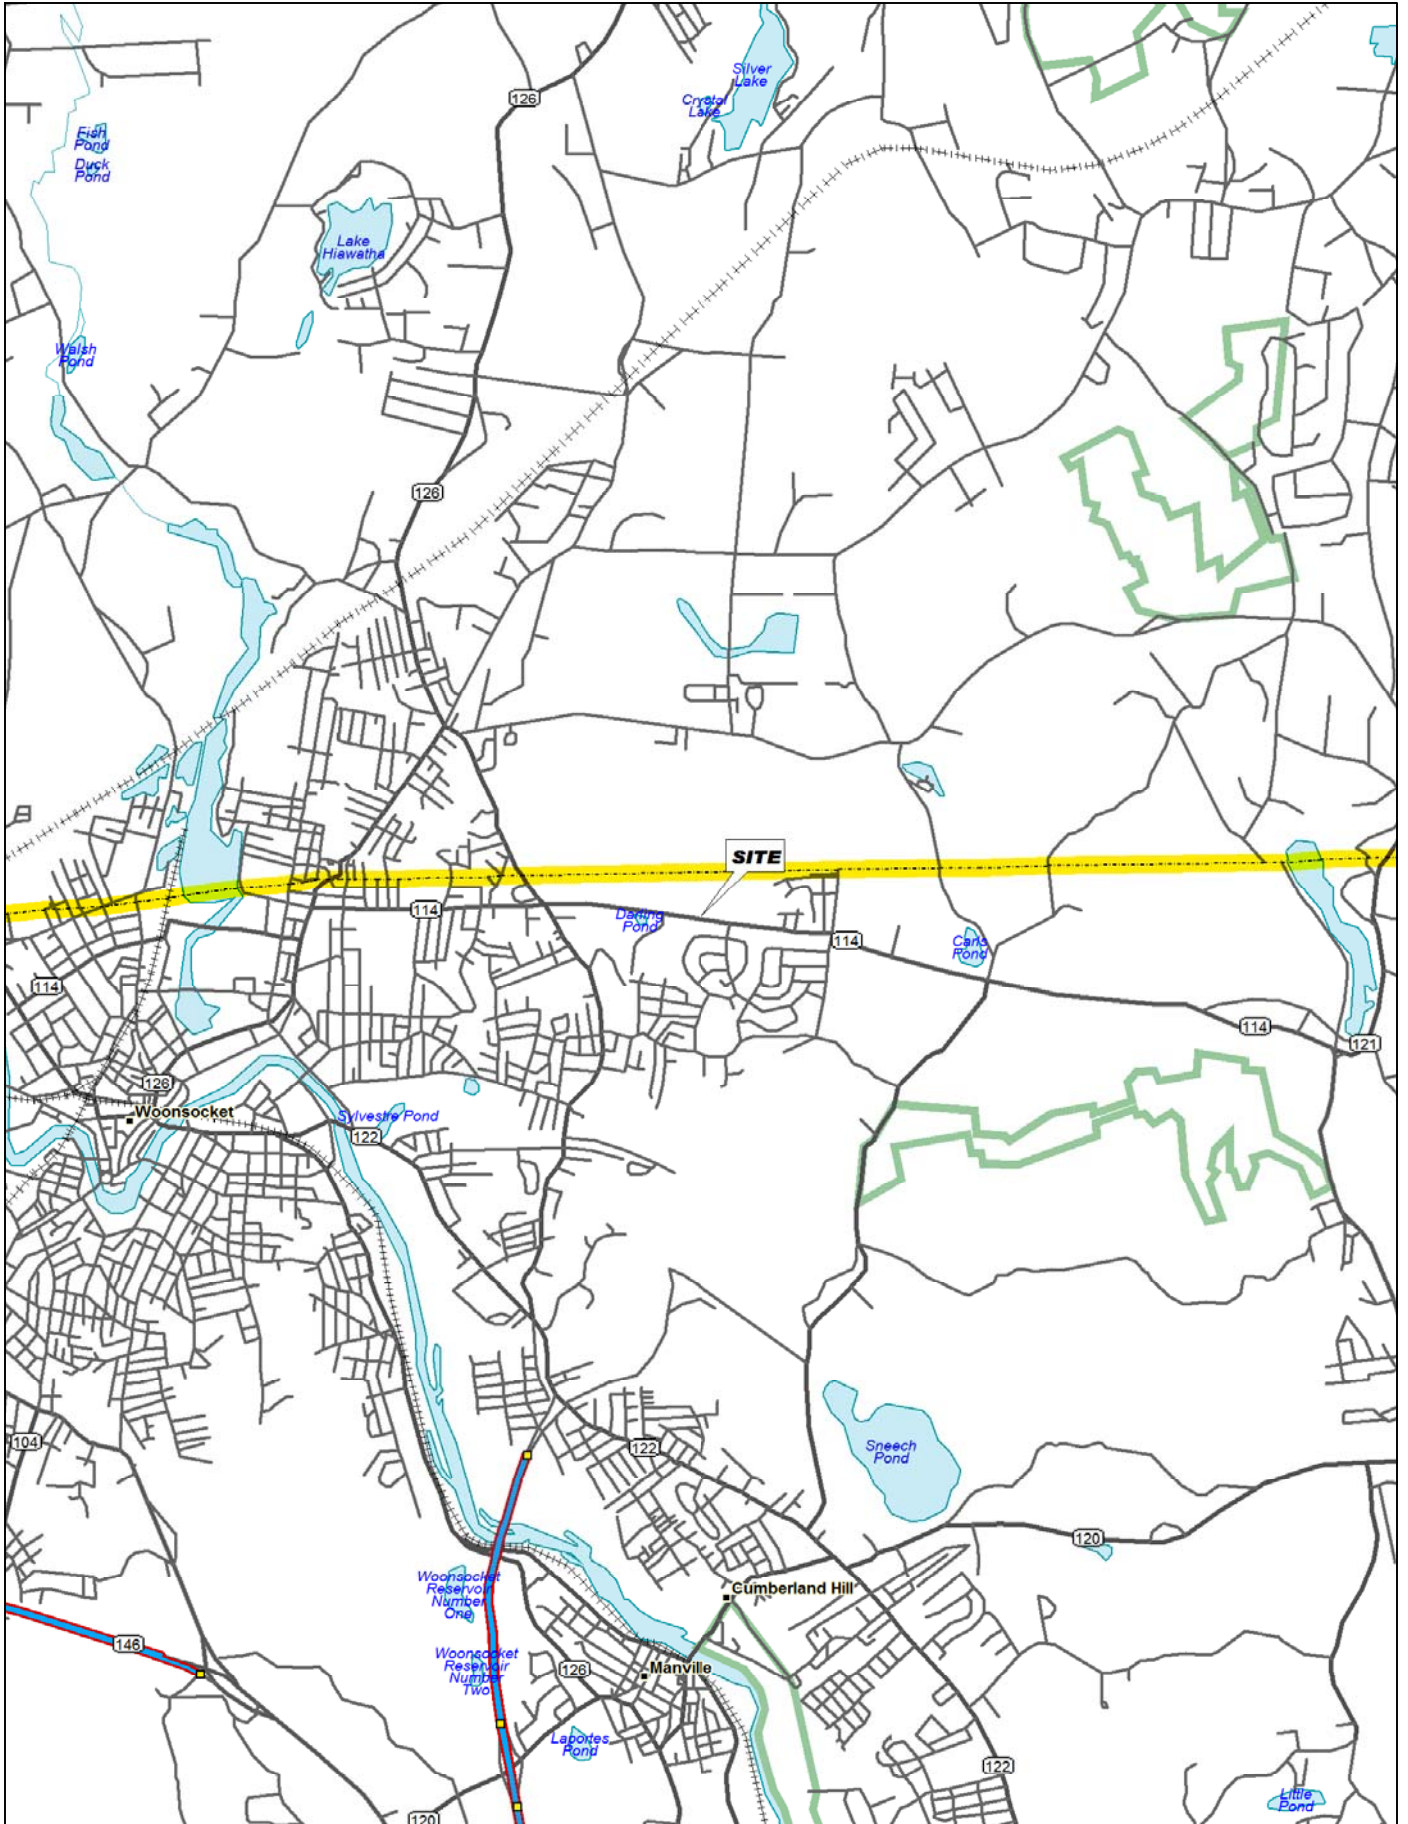 Silver
Lake
126
Crystal
Lake
Fish
Pond
Duck
Pond
Lake
Hiawatha
Walsh
Pond
126
SITE
114
Darling
Pond
114
Carls
Pond
114
114
121
126
Woonsocket
Sylvestre Pond
122
104
122
Sneech
Pond
120
Woonsocket
Reservoir
Number
One
Cumberland Hill
146
Woonsocket
Reservoir
Number
Two
126
Manville
Laportes
Pond
122
Little
Pond
120